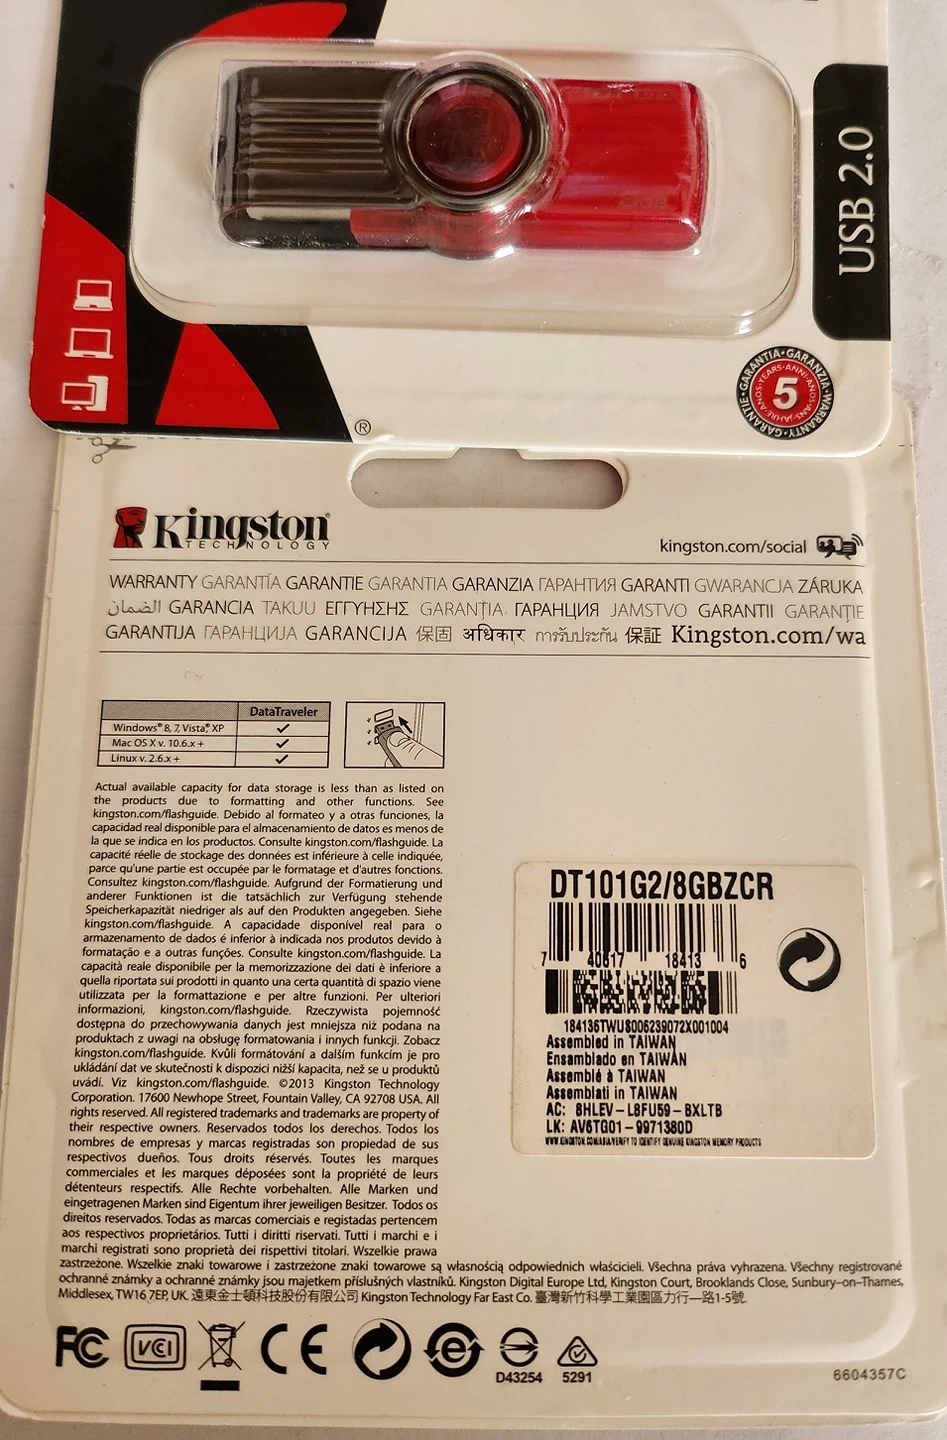 USB 2.0
GARANTIE•GARANTIA•GARANZIA•WARRANTY
YEARS•ANNI•ANOS•ANS•JAHRE•ANOS
5
®
Kingston®
TECHNOLOGY
kingston.com/social
WARRANTY GARANTÍA GARANTIE GARANTIA GARANZIA ГАРАНТИЯ GARANTI GWARANCJA ZÁRUKA
الضمان GARANCIA TAKUU ΕΓΓΥΗΣΗΣ GARANŢIA ГАРАНЦИЯ JAMSTVO GARANTII GARANTIE
GARANTIJA ГАРАНЦИЈА GARANCIJA 保固 अधिकार การรับประกัน 保証 Kingston.com/wa
DataTraveler
Windows® 8, 7, Vista®, XP ✓
Mac OS X v. 10.6.x + ✓
Linux v. 2.6.x + ✓
Actual available capacity for data storage is less than as listed on
the products due to formatting and other functions. See
kingston.com/flashguide. Debido al formateo y a otras funciones, la
capacidad real disponible para el almacenamiento de datos es menos de
la que se indica en los productos. Consulte kingston.com/flashguide. La
capacité réelle de stockage des données est inférieure à celle indiquée,
parce qu'une partie est occupée par le formatage et d'autres fonctions.
Consultez kingston.com/flashguide. Aufgrund der Formatierung und
anderer Funktionen ist die tatsächlich zur Verfügung stehende
Speicherkapazität niedriger als auf den Produkten angegeben. Siehe
kingston.com/flashguide. A capacidade disponível real para o
armazenamento de dados é inferior à indicada nos produtos devido à
formatação e a outras funções. Consulte kingston.com/flashguide. La
capacità reale disponibile per la memorizzazione dei dati è inferiore a
quella riportata sui prodotti in quanto una certa quantità di spazio viene
utilizzata per la formattazione e per altre funzioni. Per ulteriori
informazioni, kingston.com/flashguide. Rzeczywista pojemność
dostępna do przechowywania danych jest mniejsza niż podana na
produktach z uwagi na obsługę formatowania i innych funkcji. Zobacz
kingston.com/flashguide. Kvůli formátování a dalším funkcím je pro
ukládání dat ve skutečnosti k dispozici nižší kapacita, než se u produktů
uvádí. Viz kingston.com/flashguide. ©2013 Kingston Technology
Corporation. 17600 Newhope Street, Fountain Valley, CA 92708 USA. All
rights reserved. All registered trademarks and trademarks are property of
their respective owners. Reservados todos los derechos. Todos los
nombres de empresas y marcas registradas son propiedad de sus
respectivos dueños. Tous droits réservés. Toutes les marques
commerciales et les marques déposées sont la propriété de leurs
détenteurs respectifs. Alle Rechte vorbehalten. Alle Marken und
eingetragenen Marken sind Eigentum ihrer jeweiligen Besitzer. Todos os
direitos reservados. Todas as marcas comerciais e registadas pertencem
aos respectivos proprietários. Tutti i diritti riservati. Tutti i marchi e i
marchi registrati sono proprietà dei rispettivi titolari. Wszelkie prawa
zastrzeżone. Wszelkie znaki towarowe i zastrzeżone znaki towarowe są własnością odpowiednich właścicieli. Všechna práva vyhrazena. Všechny registrované
ochranné známky a ochranné známky jsou majetkem příslušných vlastníků. Kingston Digital Europe Ltd, Kingston Court, Brooklands Close, Sunbury-on-Thames,
Middlesex, TW16 7EP, UK. 遠東金士頓科技股份有限公司 Kingston Technology Far East Co. 臺灣新竹科學工業園區力行一路1-5號.
DT101G2/8GBZCR
7 40617 18413 6
184136TWUS006239072X001004
Assembled in TAIWAN
Ensamblado en TAIWAN
Assemblé à TAIWAN
Assemblati in TAIWAN
AC: 8HLEV-L8FU59-BXLTB
LK: AV6TG01-9971380D
WWW.KINGSTON.COM/ASIA/VERIFY TO IDENTIFY GENUINE KINGSTON MEMORY PRODUCTS
FC VCI CE e
D43254 5291
6604357C